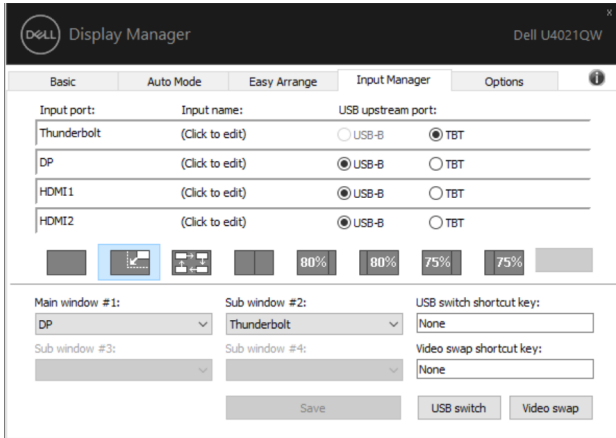 DELL Display Manager Dell U4021QW x
Basic Auto Mode Easy Arrange Input Manager Options i
Input port: Input name: USB upstream port:
Thunderbolt (Click to edit) USB-B TBT
DP (Click to edit) USB-B TBT
HDMI1 (Click to edit) USB-B TBT
HDMI2 (Click to edit) USB-B TBT
80% 80% 75% 75%
Main window #1: Sub window #2: USB switch shortcut key:
DP Thunderbolt None
Sub window #3: Sub window #4: Video swap shortcut key:
None
Save USB switch Video swap